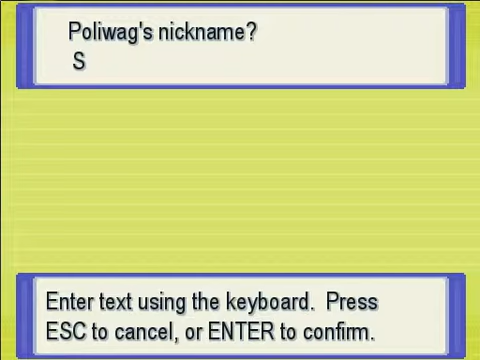 Poliwag's nickname?
S
Enter text using the keyboard. Press
ESC to cancel, or ENTER to confirm.